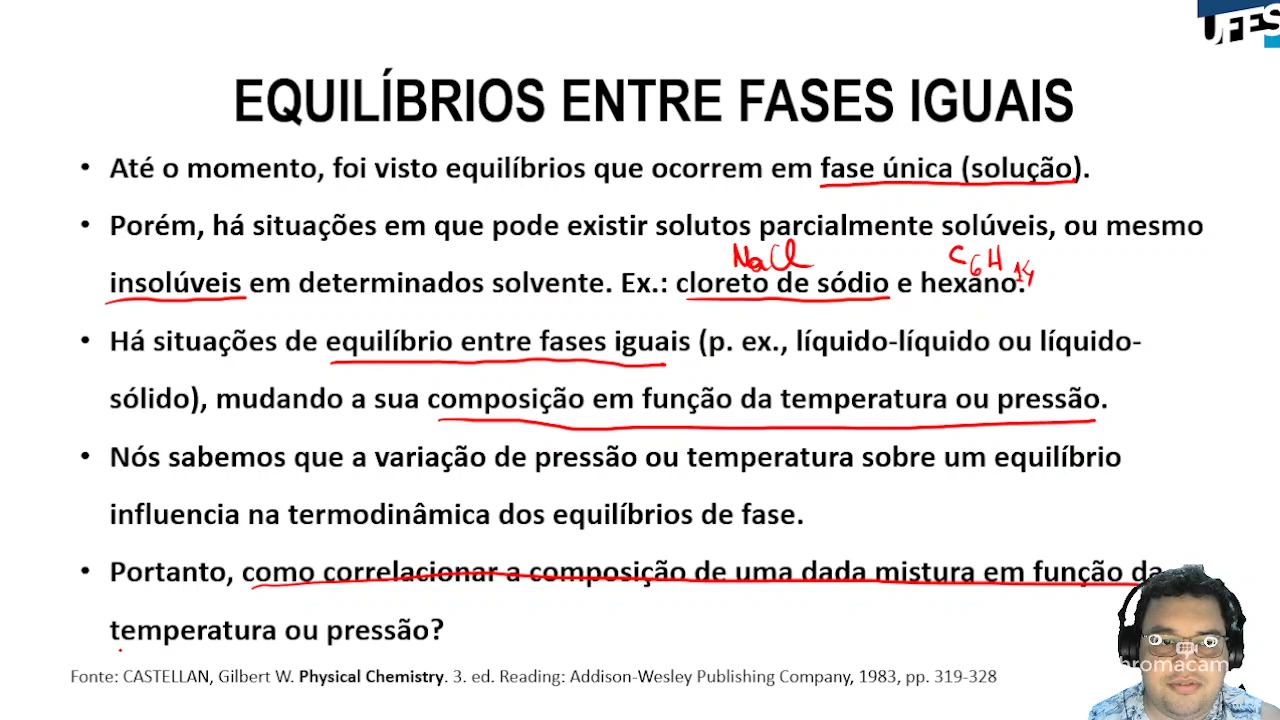 UFES
EQUILÍBRIOS ENTRE FASES IGUAIS
• Até o momento, foi visto equilíbrios que ocorrem em fase única (solução).
• Porém, há situações em que pode existir solutos parcialmente solúveis, ou mesmo
NaCl C6H14
insolúveis em determinados solvente. Ex.: cloreto de sódio e hexano.
• Há situações de equilíbrio entre fases iguais (p. ex., líquido-líquido ou líquido-
sólido), mudando a sua composição em função da temperatura ou pressão.
• Nós sabemos que a variação de pressão ou temperatura sobre um equilíbrio
influencia na termodinâmica dos equilíbrios de fase.
• Portanto, como correlacionar a composição de uma dada mistura em função da
temperatura ou pressão?
Fonte: CASTELLAN, Gilbert W. Physical Chemistry. 3. ed. Reading: Addison-Wesley Publishing Company, 1983, pp. 319-328
hromacam